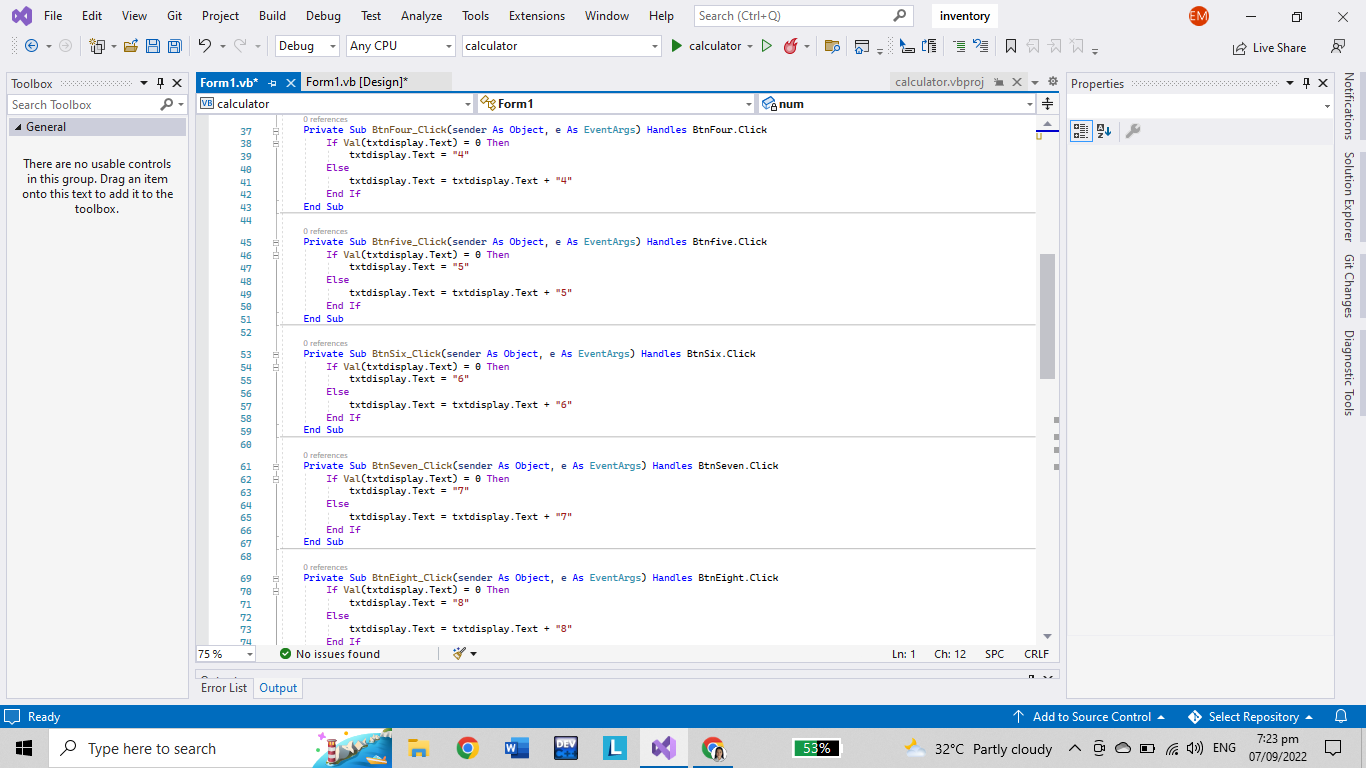 File Edit View Git Project Build Debug Test Analyze Tools Extensions Window Help Search (Ctrl+Q) inventory EM
Debug Any CPU calculator calculator Live Share
Toolbox
Search Toolbox
General
There are no usable controls
in this group. Drag an item
onto this text to add it to the
toolbox.
Form1.vb* Form1.vb [Design]* calculator.vbproj
VB calculator Form1 num
0 references
37 Private Sub BtnFour_Click(sender As Object, e As EventArgs) Handles BtnFour.Click
38 If Val(txtdisplay.Text) = 0 Then
39 txtdisplay.Text = "4"
40 Else
41 txtdisplay.Text = txtdisplay.Text + "4"
42 End If
43 End Sub
44
0 references
45 Private Sub Btnfive_Click(sender As Object, e As EventArgs) Handles Btnfive.Click
46 If Val(txtdisplay.Text) = 0 Then
47 txtdisplay.Text = "5"
48 Else
49 txtdisplay.Text = txtdisplay.Text + "5"
50 End If
51 End Sub
52
0 references
53 Private Sub BtnSix_Click(sender As Object, e As EventArgs) Handles BtnSix.Click
54 If Val(txtdisplay.Text) = 0 Then
55 txtdisplay.Text = "6"
56 Else
57 txtdisplay.Text = txtdisplay.Text + "6"
58 End If
59 End Sub
60
0 references
61 Private Sub BtnSeven_Click(sender As Object, e As EventArgs) Handles BtnSeven.Click
62 If Val(txtdisplay.Text) = 0 Then
63 txtdisplay.Text = "7"
64 Else
65 txtdisplay.Text = txtdisplay.Text + "7"
66 End If
67 End Sub
68
0 references
69 Private Sub BtnEight_Click(sender As Object, e As EventArgs) Handles BtnEight.Click
70 If Val(txtdisplay.Text) = 0 Then
71 txtdisplay.Text = "8"
72 Else
73 txtdisplay.Text = txtdisplay.Text + "8"
74 End If
75 % No issues found Ln: 1 Ch: 12 SPC CRLF
Error List Output
Properties
Notifications
Solution Explorer
Git Changes
Diagnostic Tools
Ready Add to Source Control Select Repository
Type here to search W DEV L 53% 32°C Partly cloudy ENG 7:23 pm
07/09/2022